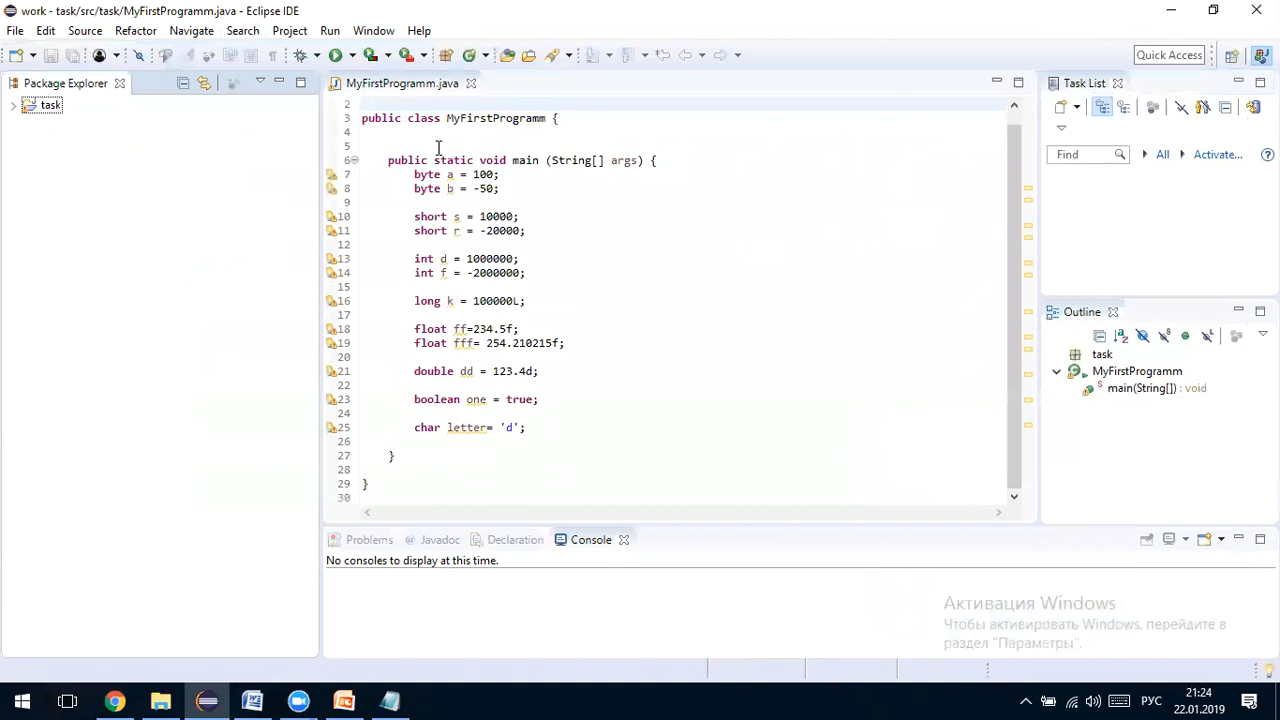 work - task/src/task/MyFirstProgramm.java - Eclipse IDE
File Edit Source Refactor Navigate Search Project Run Window Help
Quick Access
Package Explorer
task
MyFirstProgramm.java
2
3 public class MyFirstProgramm {
4
5
6 public static void main (String[] args) {
7 byte a = 100;
8 byte b = -50;
9
10 short s = 10000;
11 short r = -20000;
12
13 int d = 1000000;
14 int f = -2000000;
15
16 long k = 100000L;
17
18 float ff=234.5f;
19 float fff= 254.210215f;
20
21 double dd = 123.4d;
22
23 boolean one = true;
24
25 char letter= 'd';
26
27 }
28
29 }
30
Task List
Find All Activate...
Outline
task
MyFirstProgramm
main(String[]) : void
Problems @ Javadoc Declaration Console
No consoles to display at this time.
Активация Windows
Чтобы активировать Windows, перейдите в
раздел "Параметры".
РУС
21:24
22.01.2019